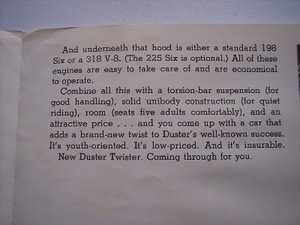 And underneath that hood is either a standard 198
Six or a 318 V-8. (The 225 Six is optional.) All of these
engines are easy to take care of and are economical
to operate.
Combine all this with a torsion-bar suspension (for
good handling), solid unibody construction (for quiet
riding), room (seats five adults comfortably), and an
attractive price . . . and you come up with a car that
adds a brand-new twist to Duster's well-known success.
It's youth-oriented. It's low-priced. And it's insurable.
New Duster Twister. Coming through for you.